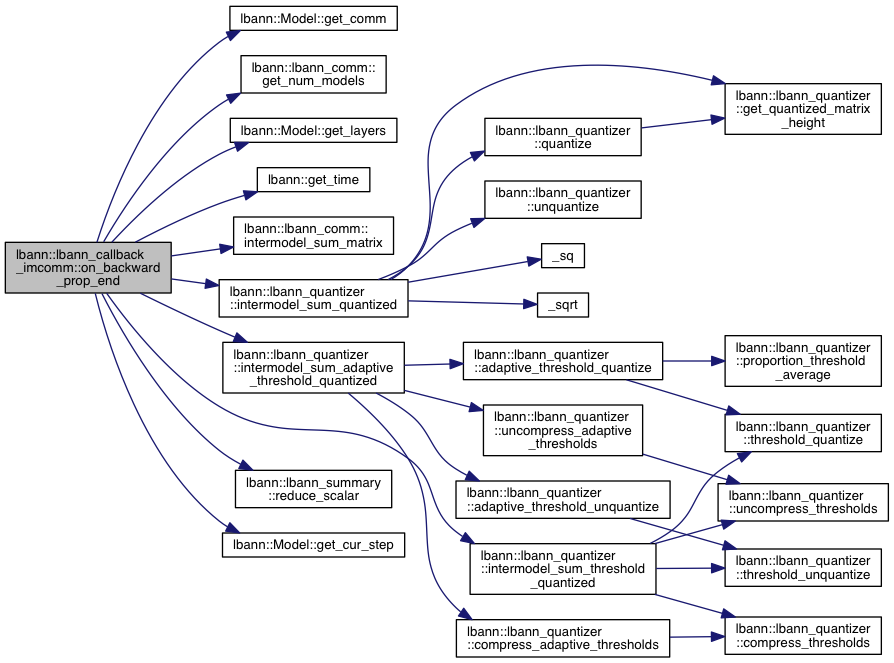 lbann::lbann_callback
_imcomm::on_backward
_prop_end
lbann::Model::get_comm
lbann::lbann_comm::
get_num_models
lbann::Model::get_layers
lbann::get_time
lbann::lbann_comm::
intermodel_sum_matrix
lbann::lbann_quantizer
::intermodel_sum_quantized
lbann::lbann_quantizer
::intermodel_sum_adaptive
_threshold_quantized
lbann::lbann_summary
::reduce_scalar
lbann::Model::get_cur_step
lbann::lbann_quantizer
::quantize
lbann::lbann_quantizer
::unquantize
_sq
_sqrt
lbann::lbann_quantizer
::adaptive_threshold_quantize
lbann::lbann_quantizer
::uncompress_adaptive
_thresholds
lbann::lbann_quantizer
::adaptive_threshold_unquantize
lbann::lbann_quantizer
::intermodel_sum_threshold
_quantized
lbann::lbann_quantizer
::compress_adaptive_thresholds
lbann::lbann_quantizer
::get_quantized_matrix
_height
lbann::lbann_quantizer
::proportion_threshold
_average
lbann::lbann_quantizer
::threshold_quantize
lbann::lbann_quantizer
::uncompress_thresholds
lbann::lbann_quantizer
::threshold_unquantize
lbann::lbann_quantizer
::compress_thresholds